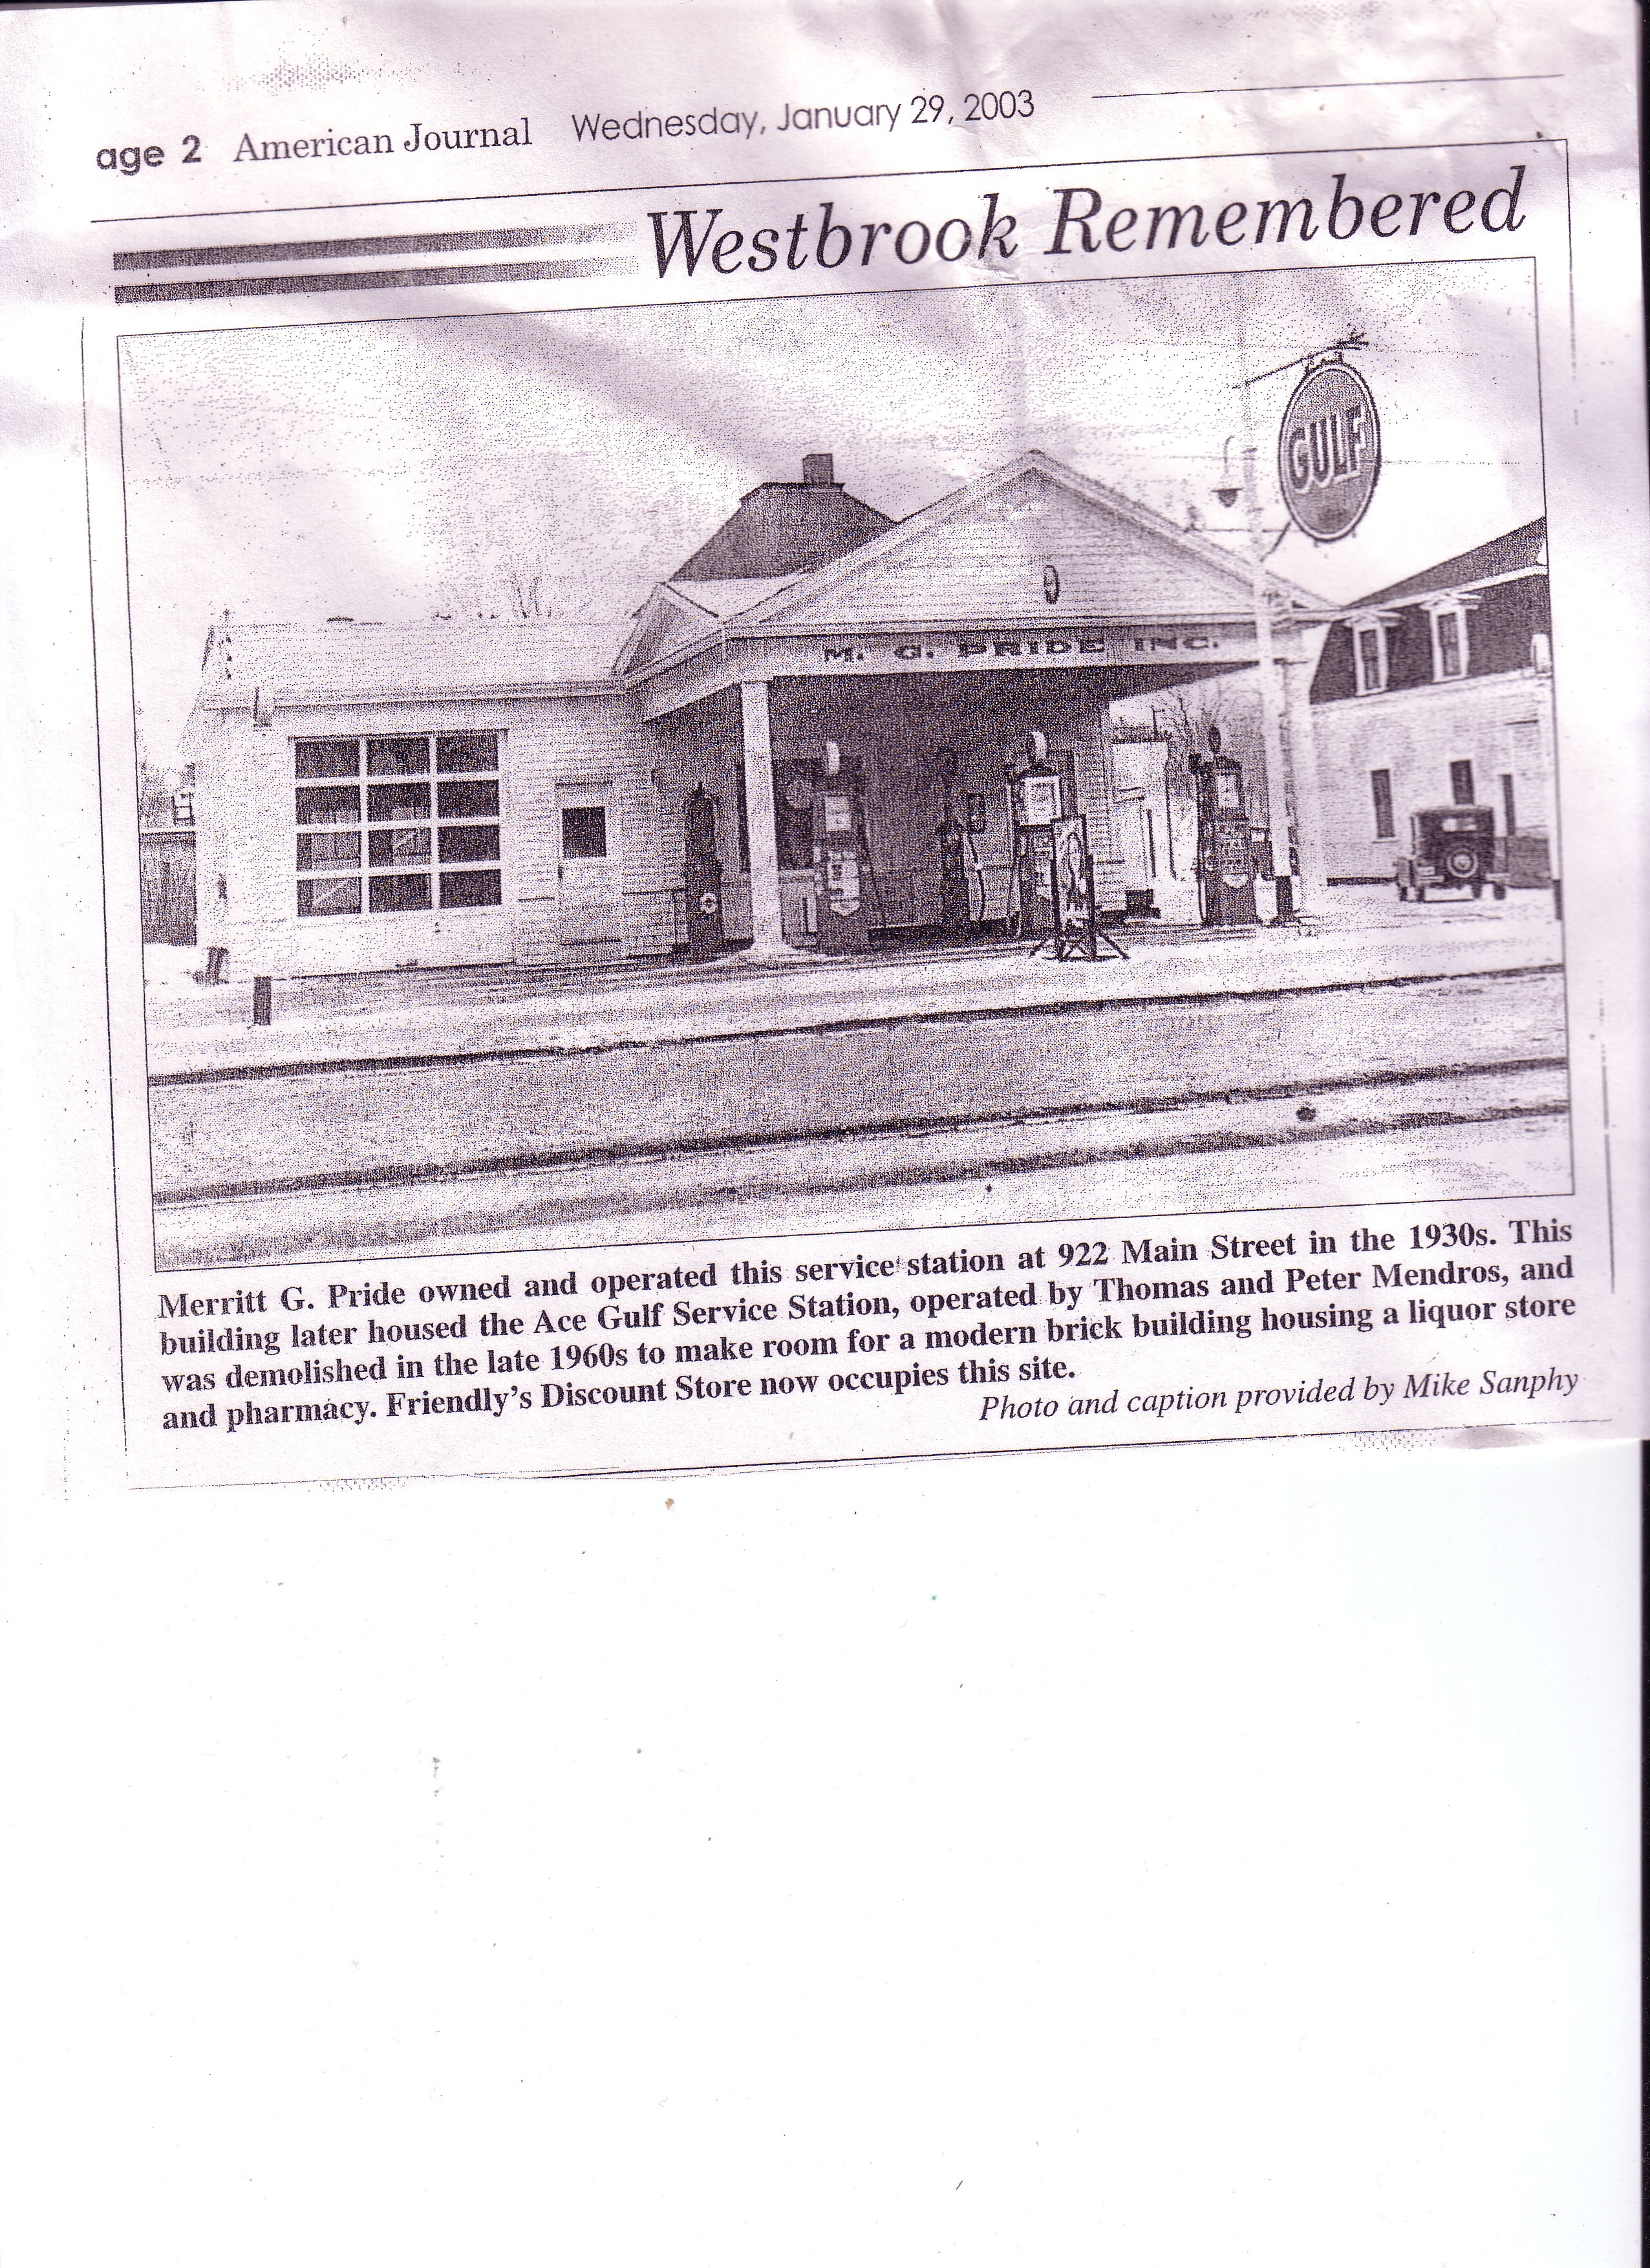 age 2 American Journal Wednesday, January 29, 2003
Westbrook Remembered
GULF
M. G. PRIDE INC.
Merritt G. Pride owned and operated this service station at 922 Main Street in the 1930s. This
building later housed the Ace Gulf Service Station, operated by Thomas and Peter Mendros, and
was demolished in the late 1960s to make room for a modern brick building housing a liquor store
and pharmacy. Friendly's Discount Store now occupies this site.
Photo and caption provided by Mike Sanphy